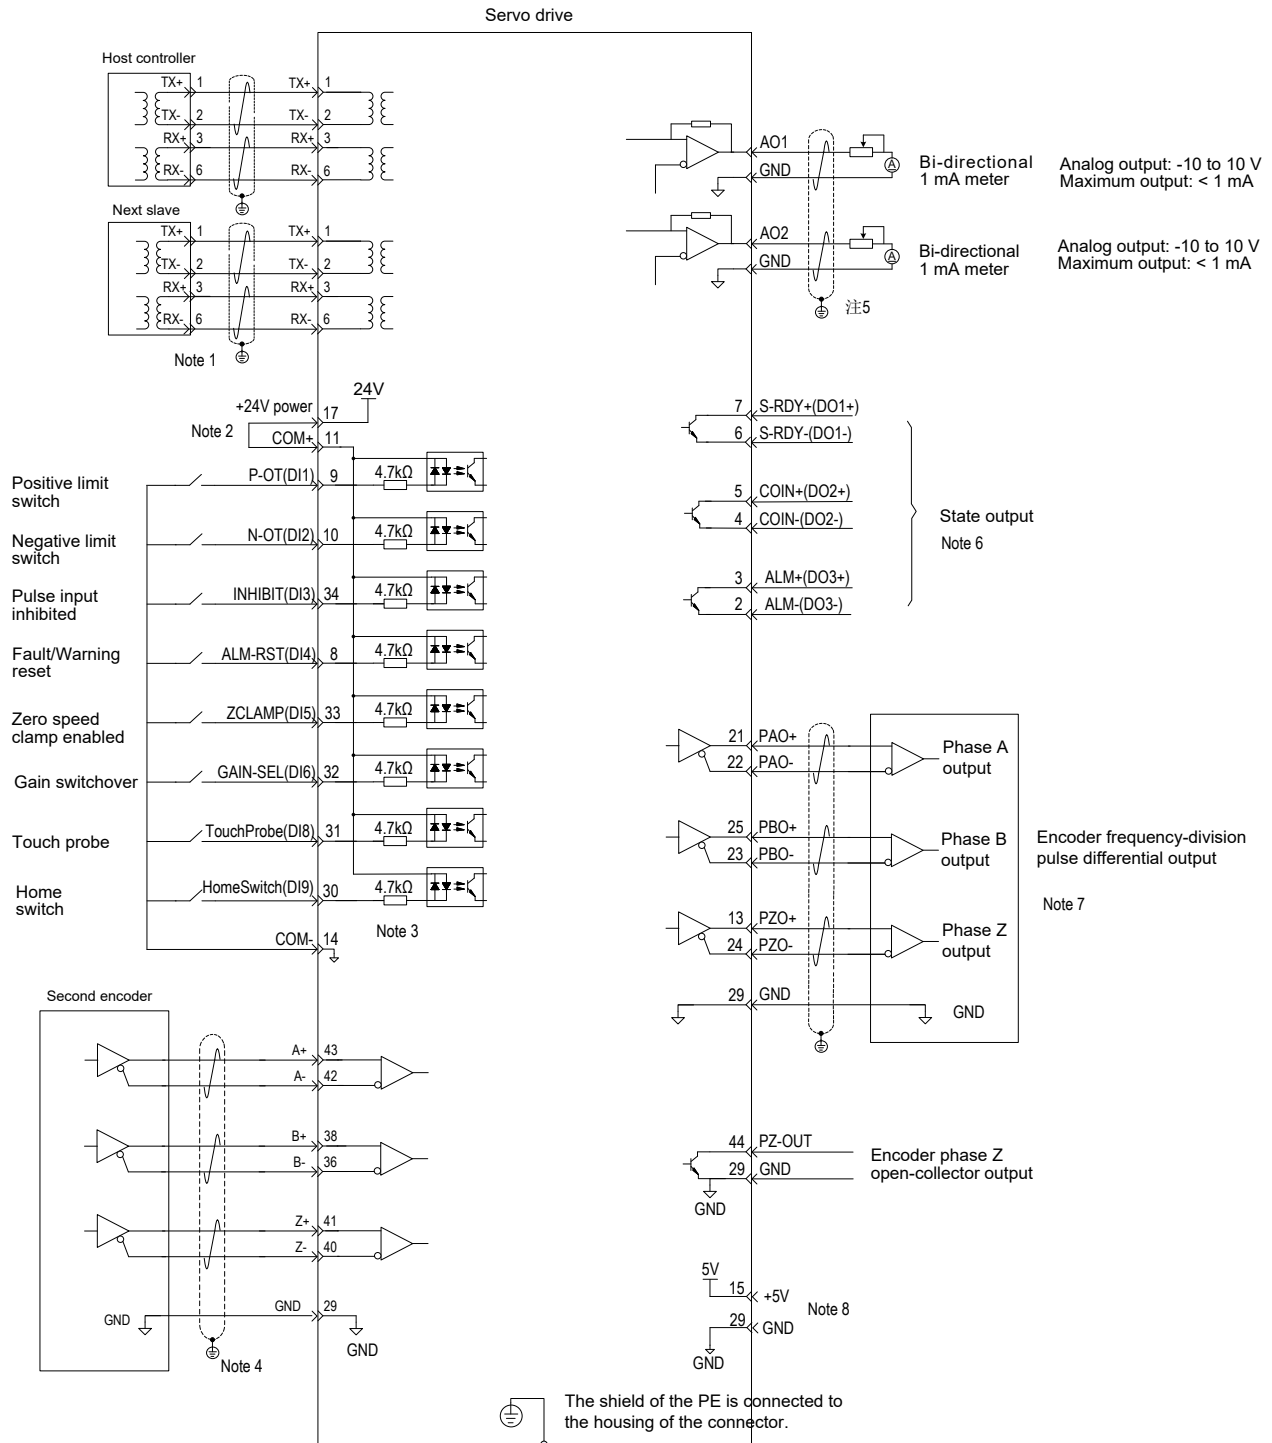 Servo drive
Host controller
TX+ 1 TX+ 1
TX- 2 TX- 2
RX+ 3 RX+ 3
RX- 6 RX- 6
Next slave
TX+ 1 TX+ 1
TX- 2 TX- 2
RX+ 3 RX+ 3
RX- 6 RX- 6
Note 1
24V
+24V power 17
Note 2
COM+ 11
Positive limit
switch
P-OT(DI1) 9 4.7kΩ
Negative limit
switch
N-OT(DI2) 10 4.7kΩ
Pulse input
inhibited
INHIBIT(DI3) 34 4.7kΩ
Fault/Warning
reset
ALM-RST(DI4) 8 4.7kΩ
Zero speed
clamp enabled
ZCLAMP(DI5) 33 4.7kΩ
Gain switchover
GAIN-SEL(DI6) 32 4.7kΩ
Touch probe
TouchProbe(DI8) 31 4.7kΩ
Home
switch
HomeSwitch(DI9) 30 4.7kΩ
Note 3
COM- 14
Second encoder
A+ 43
A- 42
B+ 38
B- 36
Z+ 41
Z- 40
GND GND 29
GND
Note 4
AO1
GND
A
Bi-directional
1 mA meter
Analog output: -10 to 10 V
Maximum output: < 1 mA
AO2
GND
A
Bi-directional
1 mA meter
Analog output: -10 to 10 V
Maximum output: < 1 mA
注5
7 S-RDY+(DO1+)
6 S-RDY-(DO1-)
5 COIN+(DO2+)
4 COIN-(DO2-)
3 ALM+(DO3+)
2 ALM-(DO3-)
State output
Note 6
21 PAO+
22 PAO-
Phase A
output
25 PBO+
23 PBO-
Phase B
output
13 PZO+
24 PZO-
Phase Z
output
29 GND
GND
Encoder frequency-division
pulse differential output
Note 7
44 PZ-OUT
29 GND
GND
Encoder phase Z
open-collector output
5V
15 +5V
29 GND
GND
Note 8
The shield of the PE is connected to
the housing of the connector.